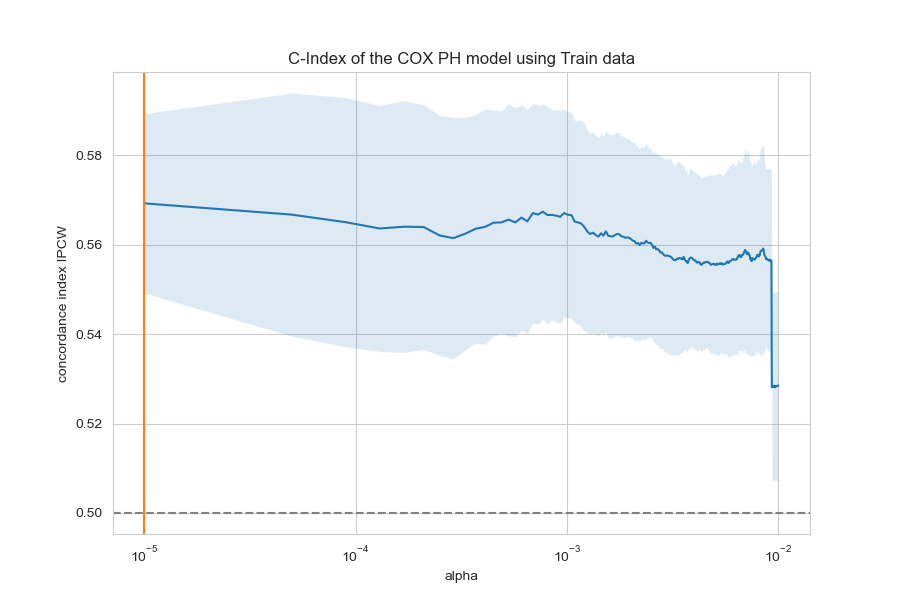 C-Index of the COX PH model using Train data
concordance index IPCW
0.58
0.56
0.54
0.52
0.50
10⁻⁵ 10⁻⁴ 10⁻³ 10⁻²
alpha